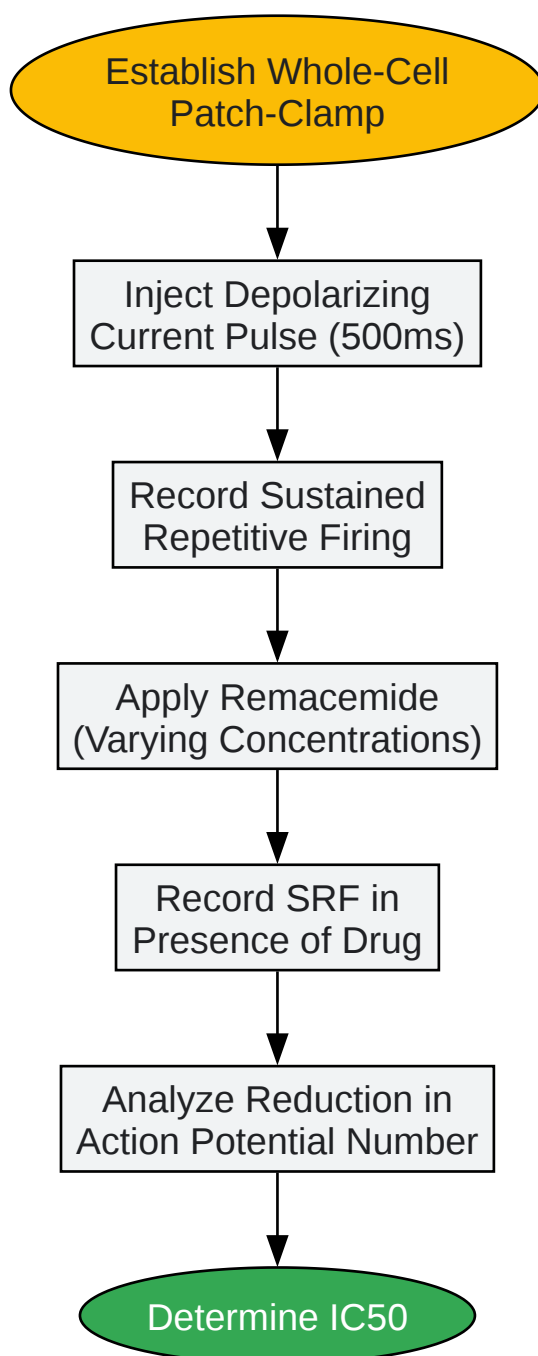 Establish Whole-Cell
Patch-Clamp
Inject Depolarizing
Current Pulse (500ms)
Record Sustained
Repetitive Firing
Apply Remacemide
(Varying Concentrations)
Record SRF in
Presence of Drug
Analyze Reduction in
Action Potential Number
Determine IC50